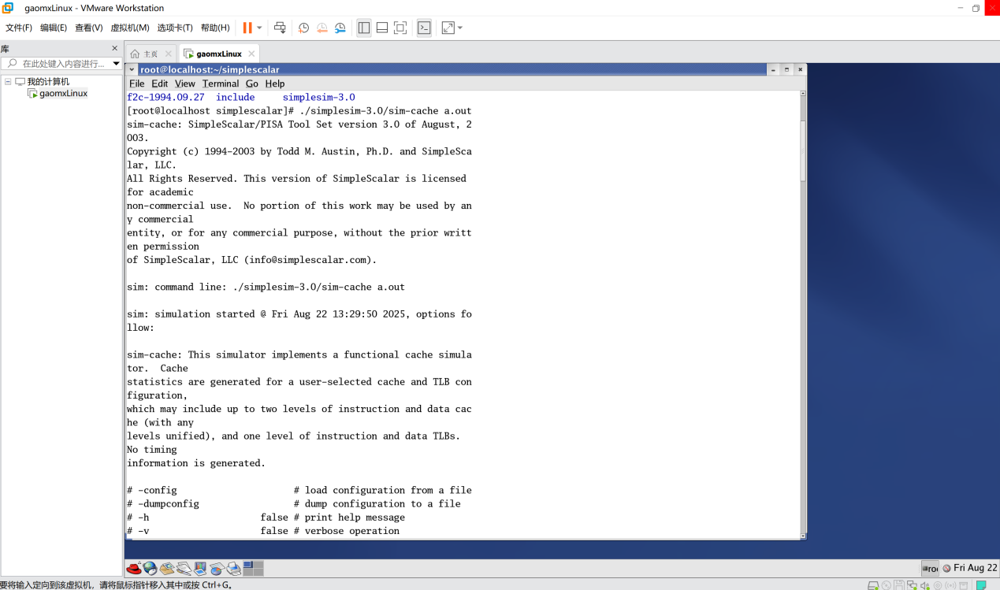 gaomxLinux - VMware Workstation
文件(F) 编辑(E) 查看(V) 虚拟机(M) 选项卡(T) 帮助(H)
库
在此处键入内容进行...
我的计算机
gaomxLinux
主页
gaomxLinux
root@localhost:~/simplescalar
File Edit View Terminal Go Help
f2c-1994.09.27  include     simplesim-3.0
[root@localhost simplescalar]# ./simplesim-3.0/sim-cache a.out
sim-cache: SimpleScalar/PISA Tool Set version 3.0 of August, 2
003.
Copyright (c) 1994-2003 by Todd M. Austin, Ph.D. and SimpleSca
lar, LLC.
All Rights Reserved. This version of SimpleScalar is licensed
for academic
non-commercial use.  No portion of this work may be used by an
y commercial
entity, or for any commercial purpose, without the prior writt
en permission
of SimpleScalar, LLC (info@simplescalar.com).
sim: command line: ./simplesim-3.0/sim-cache a.out
sim: simulation started @ Fri Aug 22 13:29:50 2025, options fo
llow:
sim-cache: This simulator implements a functional cache simula
tor.  Cache
statistics are generated for a user-selected cache and TLB con
figuration,
which may include up to two levels of instruction and data cac
he (with any
levels unified), and one level of instruction and data TLBs.
No timing
information is generated.
# -config                     # load configuration from a file
# -dumpconfig                 # dump configuration to a file
# -h                    false # print help message
# -v                    false # verbose operation
Fri Aug 22
要将输入定向到该虚拟机，请将鼠标指针移入其中或按 Ctrl+G。